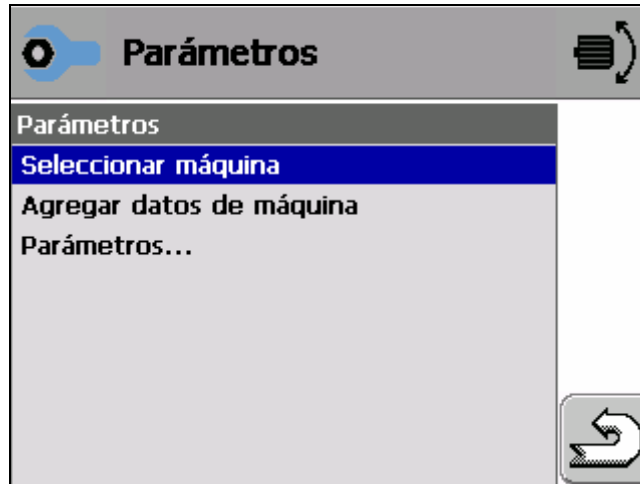 Parámetros
Parámetros
Seleccionar máquina
Agregar datos de máquina
Parámetros...